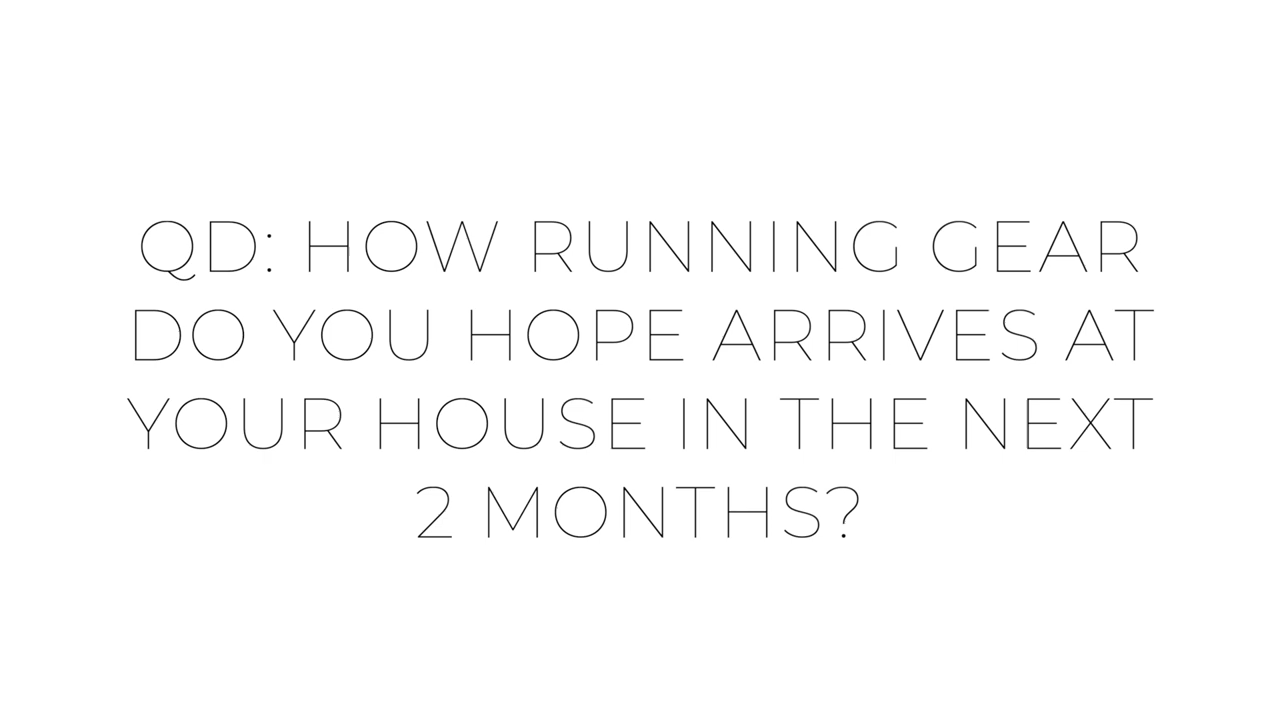 QD: HOW RUNNING GEAR
DO YOU HOPE ARRIVES AT
YOUR HOUSE IN THE NEXT
2 MONTHS?